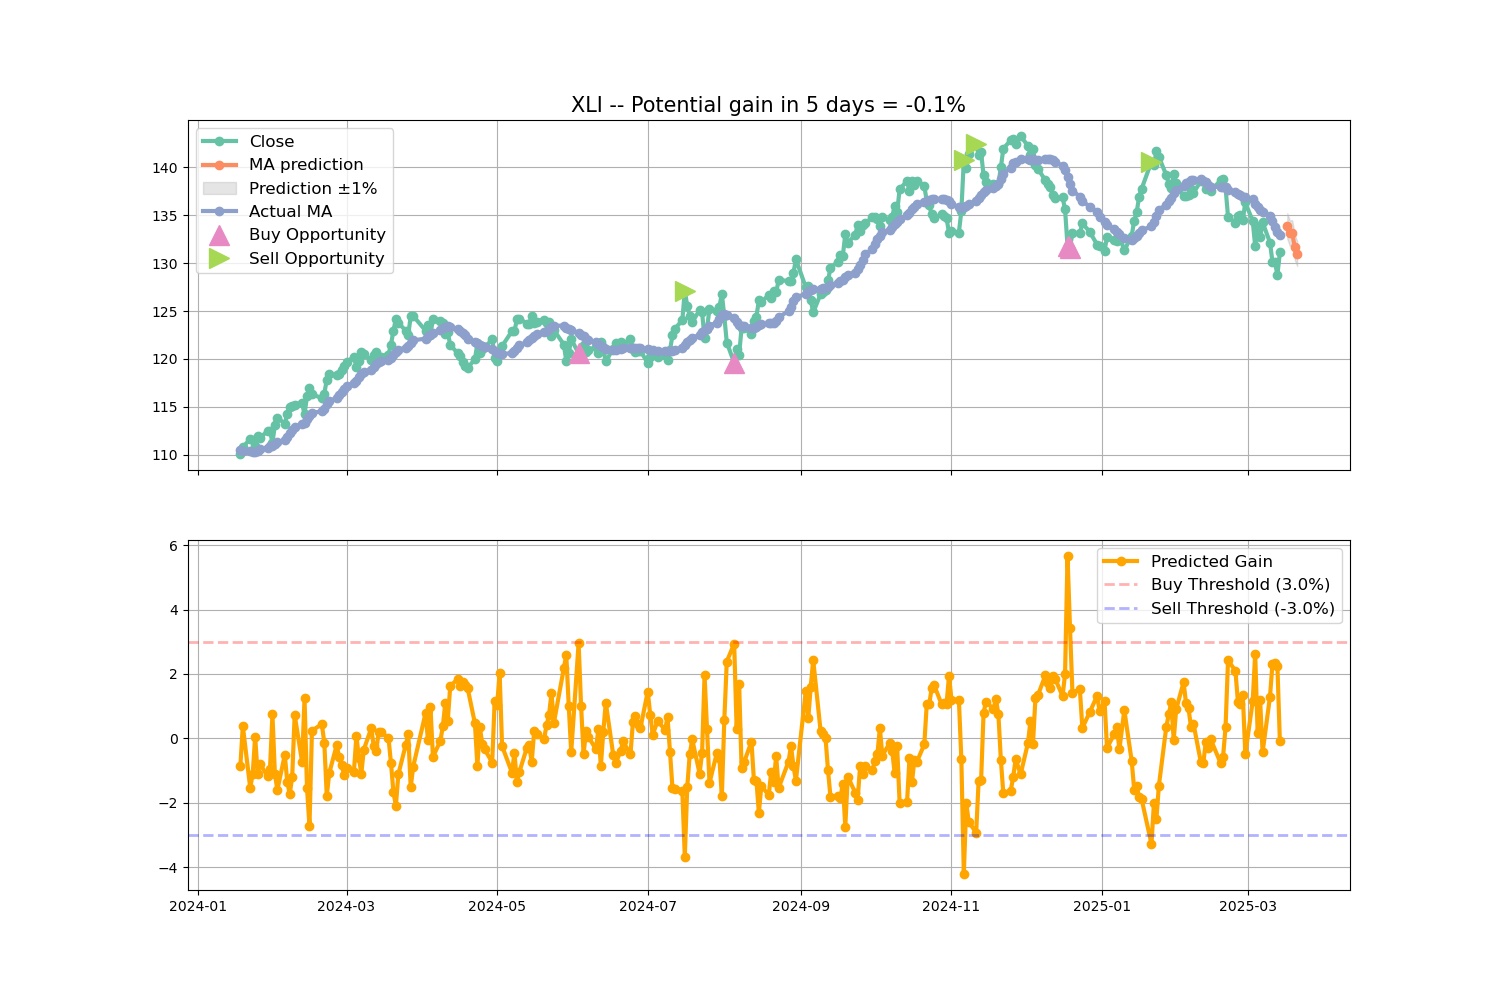 XLI -- Potential gain in 5 days = -0.1%
Close
MA prediction
Prediction ±1%
Actual MA
Buy Opportunity
Sell Opportunity
140
135
130
125
120
115
110
Predicted Gain
Buy Threshold (3.0%)
Sell Threshold (-3.0%)
6
4
2
0
−2
−4
2024-01 2024-03 2024-05 2024-07 2024-09 2024-11 2025-01 2025-03